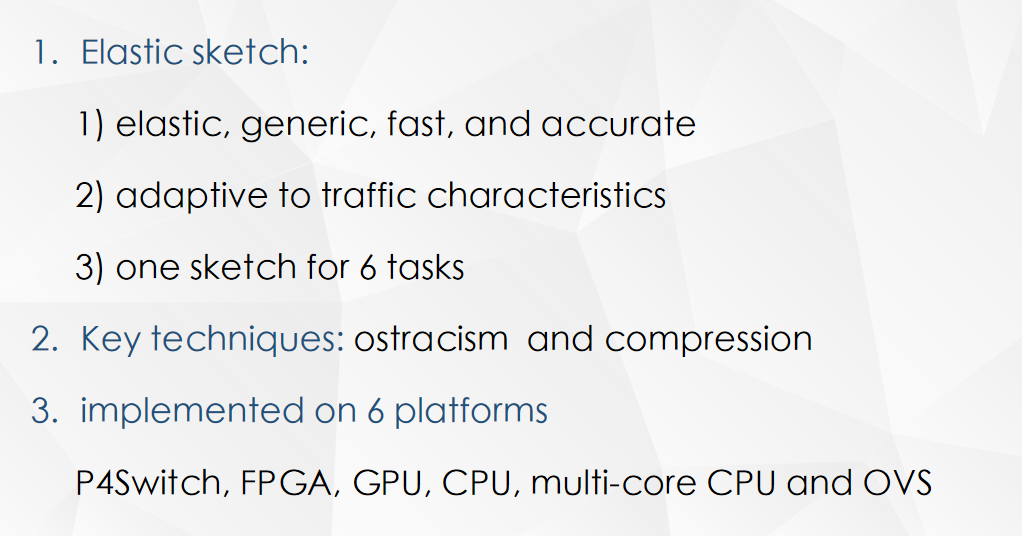 1. Elastic sketch:
1) elastic, generic, fast, and accurate
2) adaptive to traffic characteristics
3) one sketch for 6 tasks
2. Key techniques: ostracism and compression
3. implemented on 6 platforms
P4Switch, FPGA, GPU, CPU, multi-core CPU and OVS